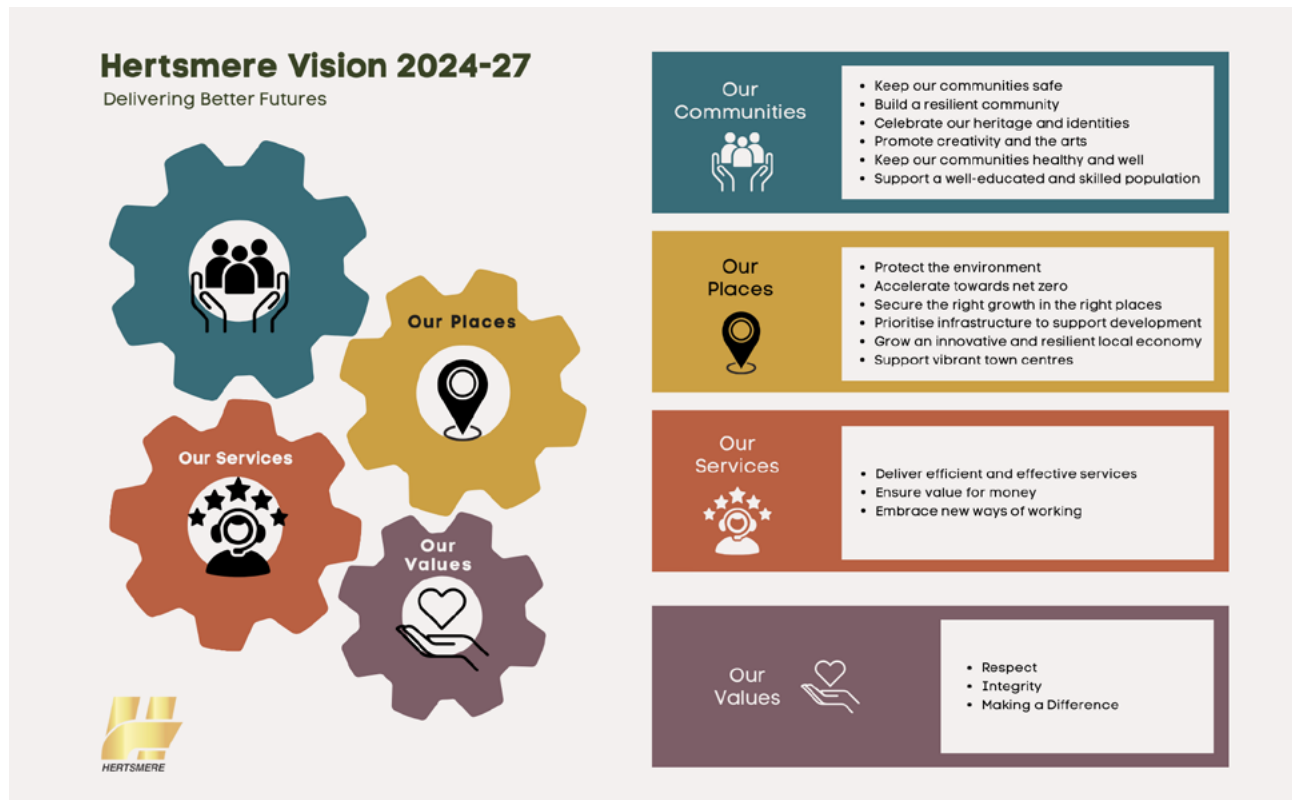 Hertsmere Vision 2024-27
Delivering Better Futures
Our Places
Our Services
Our
Values
HERTSMERE
Our
Communities
• Keep our communities safe
• Build a resilient community
• Celebrate our heritage and identities
• Promote creativity and the arts
• Keep our communities healthy and well
• Support a well-educated and skilled population
Our
Places
• Protect the environment
• Accelerate towards net zero
• Secure the right growth in the right places
• Prioritise infrastructure to support development
• Grow an innovative and resilient local economy
• Support vibrant town centres
Our
Services
• Deliver efficient and effective services
• Ensure value for money
• Embrace new ways of working
Our
Values
• Respect
• Integrity
• Making a Difference